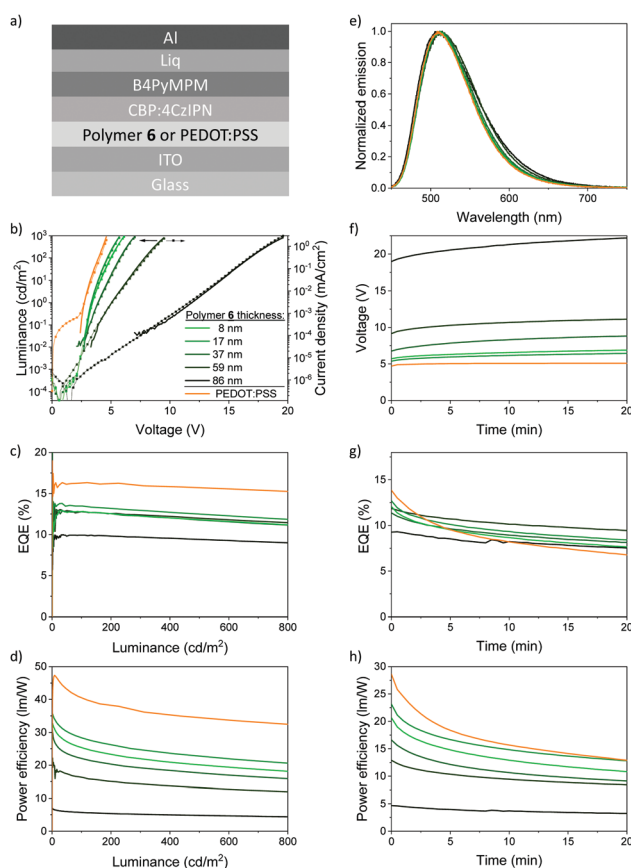 a)
Al
Liq
B4PyMPM
CBP:4CzIPN
Polymer 6 or PEDOT:PSS
ITO
Glass
e)
Normalized emission
1.0
0.8
0.6
0.4
0.2
0.0
500 600 700
Wavelength (nm)
b)
Luminance (cd/m²)
10³
10²
10¹
10⁰
10⁻¹
10⁻²
10⁻³
10⁻⁴
Current density (mA/cm²)
10⁰
10⁻¹
10⁻²
10⁻³
10⁻⁴
10⁻⁵
10⁻⁶
Polymer 6 thickness:
8 nm
17 nm
37 nm
59 nm
86 nm
PEDOT:PSS
0 5 10 15 20
Voltage (V)
f)
Voltage (V)
20
15
10
5
0
0 5 10 15 20
Time (min)
c)
EQE (%)
20
15
10
5
0
0 200 400 600 800
Luminance (cd/m²)
g)
EQE (%)
20
15
10
5
0
0 5 10 15 20
Time (min)
d)
Power efficiency (lm/W)
50
40
30
20
10
0
0 200 400 600 800
Luminance (cd/m²)
h)
Power efficiency (lm/W)
30
25
20
15
10
5
0
0 5 10 15 20
Time (min)